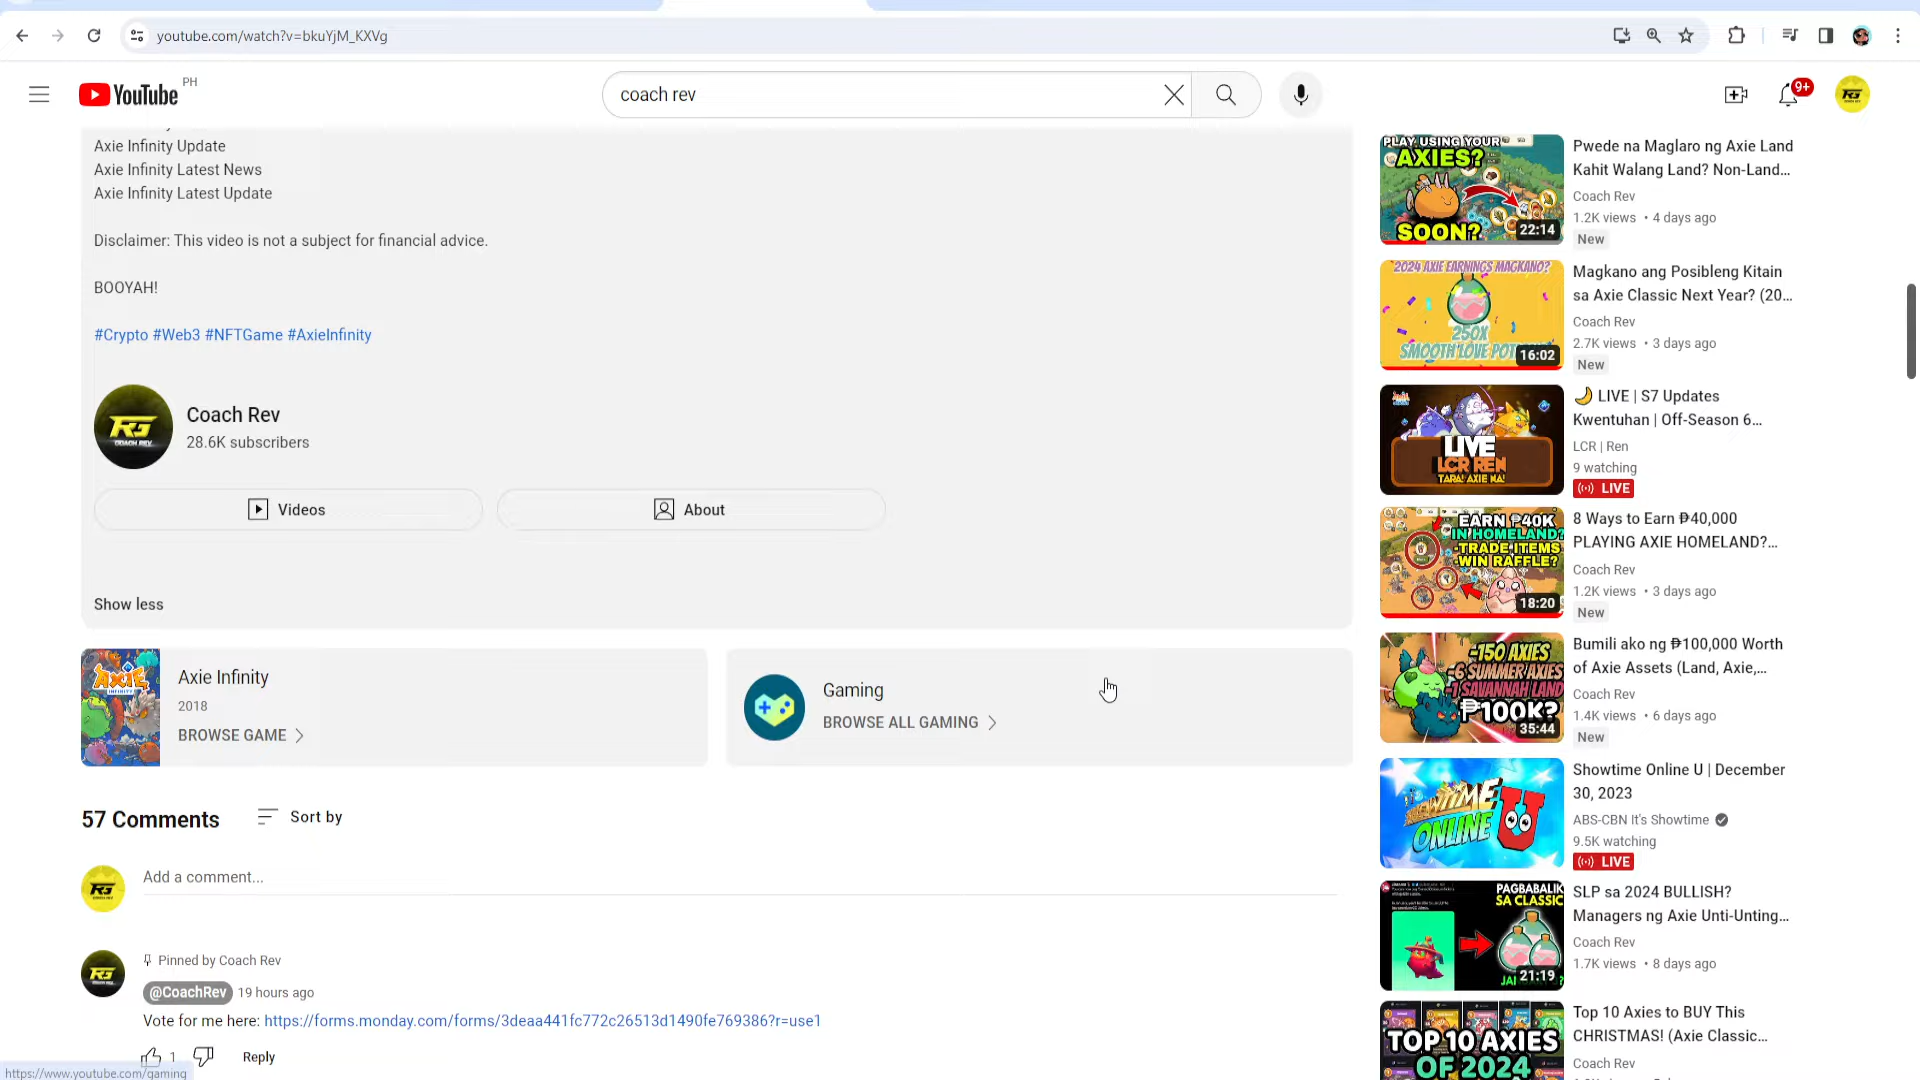 youtube.com/watch?v=bkuYjM_KXVg
YouTube PH
coach rev
9+
Axie Infinity Update
Axie Infinity Latest News
Axie Infinity Latest Update
Disclaimer: This video is not a subject for financial advice.
BOOYAH!
#Crypto #Web3 #NFTGame #AxieInfinity
RG
COACH REV
Coach Rev
28.6K subscribers
Videos
About
Show less
AXIE
INFINITY
Axie Infinity
2018
BROWSE GAME
Gaming
BROWSE ALL GAMING
57 Comments
Sort by
Add a comment...
Pinned by Coach Rev
@CoachRev 19 hours ago
Vote for me here: https://forms.monday.com/forms/3deaa441fc772c26513d1490fe769386?r=use1
1
Reply
https://www.youtube.com/gaming
PLAY USING YOUR
AXIES?
SOON?
22:14
Pwede na Maglaro ng Axie Land
Kahit Walang Land? Non-Land...
Coach Rev
1.2K views • 4 days ago
New
2024 AXIE EARNINGS MAGKANO?
250X
SMOOTH LOVE POT
16:02
Magkano ang Posibleng Kitain
sa Axie Classic Next Year? (20...
Coach Rev
2.7K views • 3 days ago
New
LIVE
LCR REN
TARA! AXIE NA!
🌙 LIVE | S7 Updates
Kwentuhan | Off-Season 6...
LCR | Ren
9 watching
LIVE
EARN ₱40K
IN HOMELAND?
-TRADE ITEMS
-WIN RAFFLE?
18:20
8 Ways to Earn ₱40,000
PLAYING AXIE HOMELAND?...
Coach Rev
1.2K views • 3 days ago
New
-150 AXIES
-6 SUMMER AXIES
-1 SAVANNAH LAND
₱100K?
35:44
Bumili ako ng ₱100,000 Worth
of Axie Assets (Land, Axie,...
Coach Rev
1.4K views • 6 days ago
New
SHOWTIME
ONLINE U
Showtime Online U | December
30, 2023
ABS-CBN It's Showtime
9.5K watching
LIVE
PAGBABALIK
SA CLASSIC
21:19
SLP sa 2024 BULLISH?
Managers ng Axie Unti-Unting...
Coach Rev
1.7K views • 8 days ago
TOP 10 AXIES
OF 2024
Top 10 Axies to BUY This
CHRISTMAS! (Axie Classic...
Coach Rev